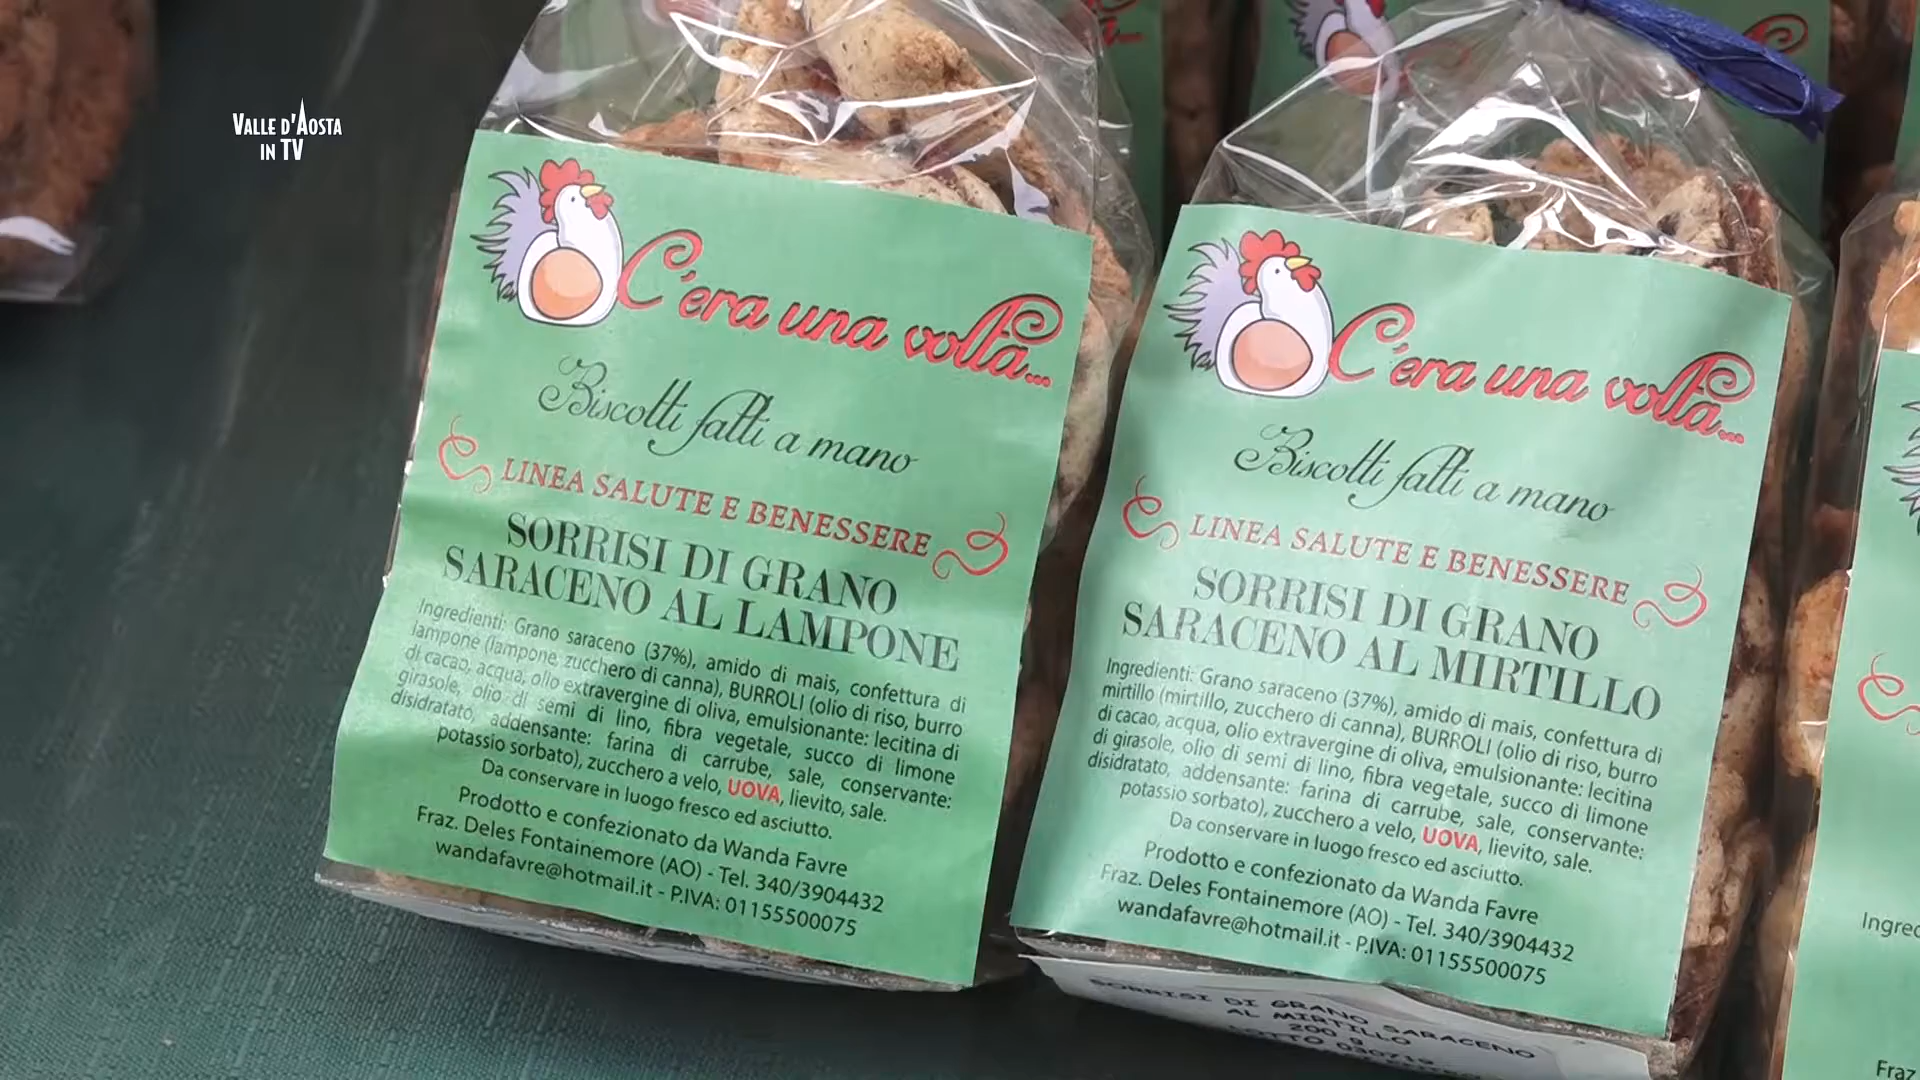 VALLE D'AOSTA
IN TV
C'era una volta...
Biscotti fatti a mano
LINEA SALUTE E BENESSERE
SORRISI DI GRANO
SARACENO AL LAMPONE
Ingredienti: Grano saraceno (37%), amido di mais, confettura di
lampone (lampone, zucchero di canna), BURROLI (olio di riso, burro
di cacao, acqua, olio extravergine di oliva, emulsionante: lecitina di
girasole, olio di semi di lino, fibra vegetale, succo di limone
disidratato, addensante: farina di carrube, sale, conservante:
potassio sorbato), zucchero a velo, UOVA, lievito, sale.
Da conservare in luogo fresco ed asciutto.
Prodotto e confezionato da Wanda Favre
Fraz. Deles Fontainemore (AO) - Tel. 340/3904432
wandafavre@hotmail.it - P.IVA: 01155500075
C'era una volta...
Biscotti fatti a mano
LINEA SALUTE E BENESSERE
SORRISI DI GRANO
SARACENO AL MIRTILLO
Ingredienti: Grano saraceno (37%), amido di mais, confettura di
mirtillo (mirtillo, zucchero di canna), BURROLI (olio di riso, burro
di cacao, acqua, olio extravergine di oliva, emulsionante: lecitina
di girasole, olio di semi di lino, fibra vegetale, succo di limone
disidratato, addensante: farina di carrube, sale, conservante:
potassio sorbato), zucchero a velo, UOVA, lievito, sale.
Da conservare in luogo fresco ed asciutto.
Prodotto e confezionato da Wanda Favre
Fraz. Deles Fontainemore (AO) - Tel. 340/3904432
wandafavre@hotmail.it - P.IVA: 01155500075
SORRISI DI GRANO SARACENO
AL MIRTILLO
200 g
LOTTO 030719
Ingred
Fraz